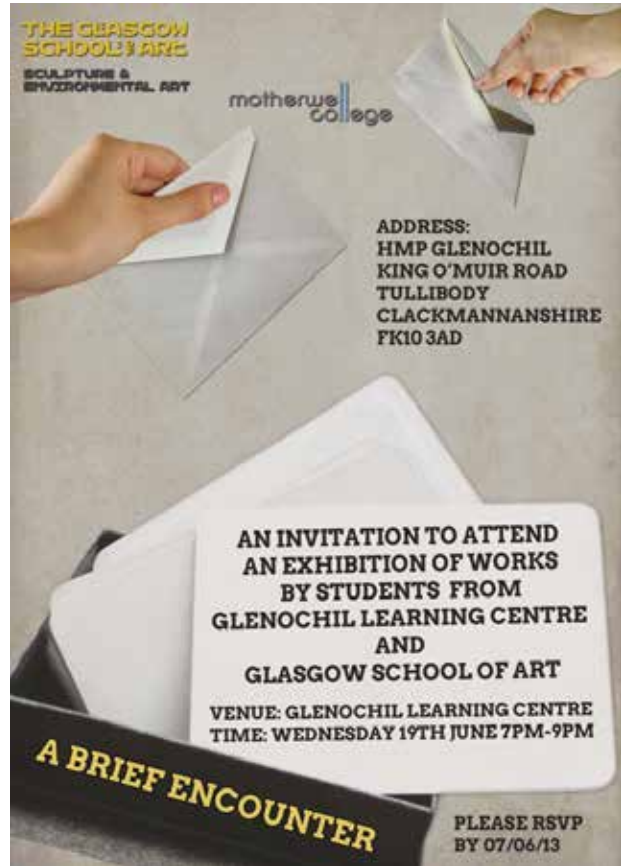 THE GLASGOW
SCHOOL OF ART
SCULPTURE &
ENVIRONMENTAL ART
motherwell
college
ADDRESS:
HMP GLENOCHIL
KING O'MUIR ROAD
TULLIBODY
CLACKMANNANSHIRE
FK10 3AD
AN INVITATION TO ATTEND
AN EXHIBITION OF WORKS
BY STUDENTS FROM
GLENOCHIL LEARNING CENTRE
AND
GLASGOW SCHOOL OF ART
VENUE: GLENOCHIL LEARNING CENTRE
TIME: WEDNESDAY 19TH JUNE 7PM-9PM
A BRIEF ENCOUNTER
PLEASE RSVP
BY 07/06/13